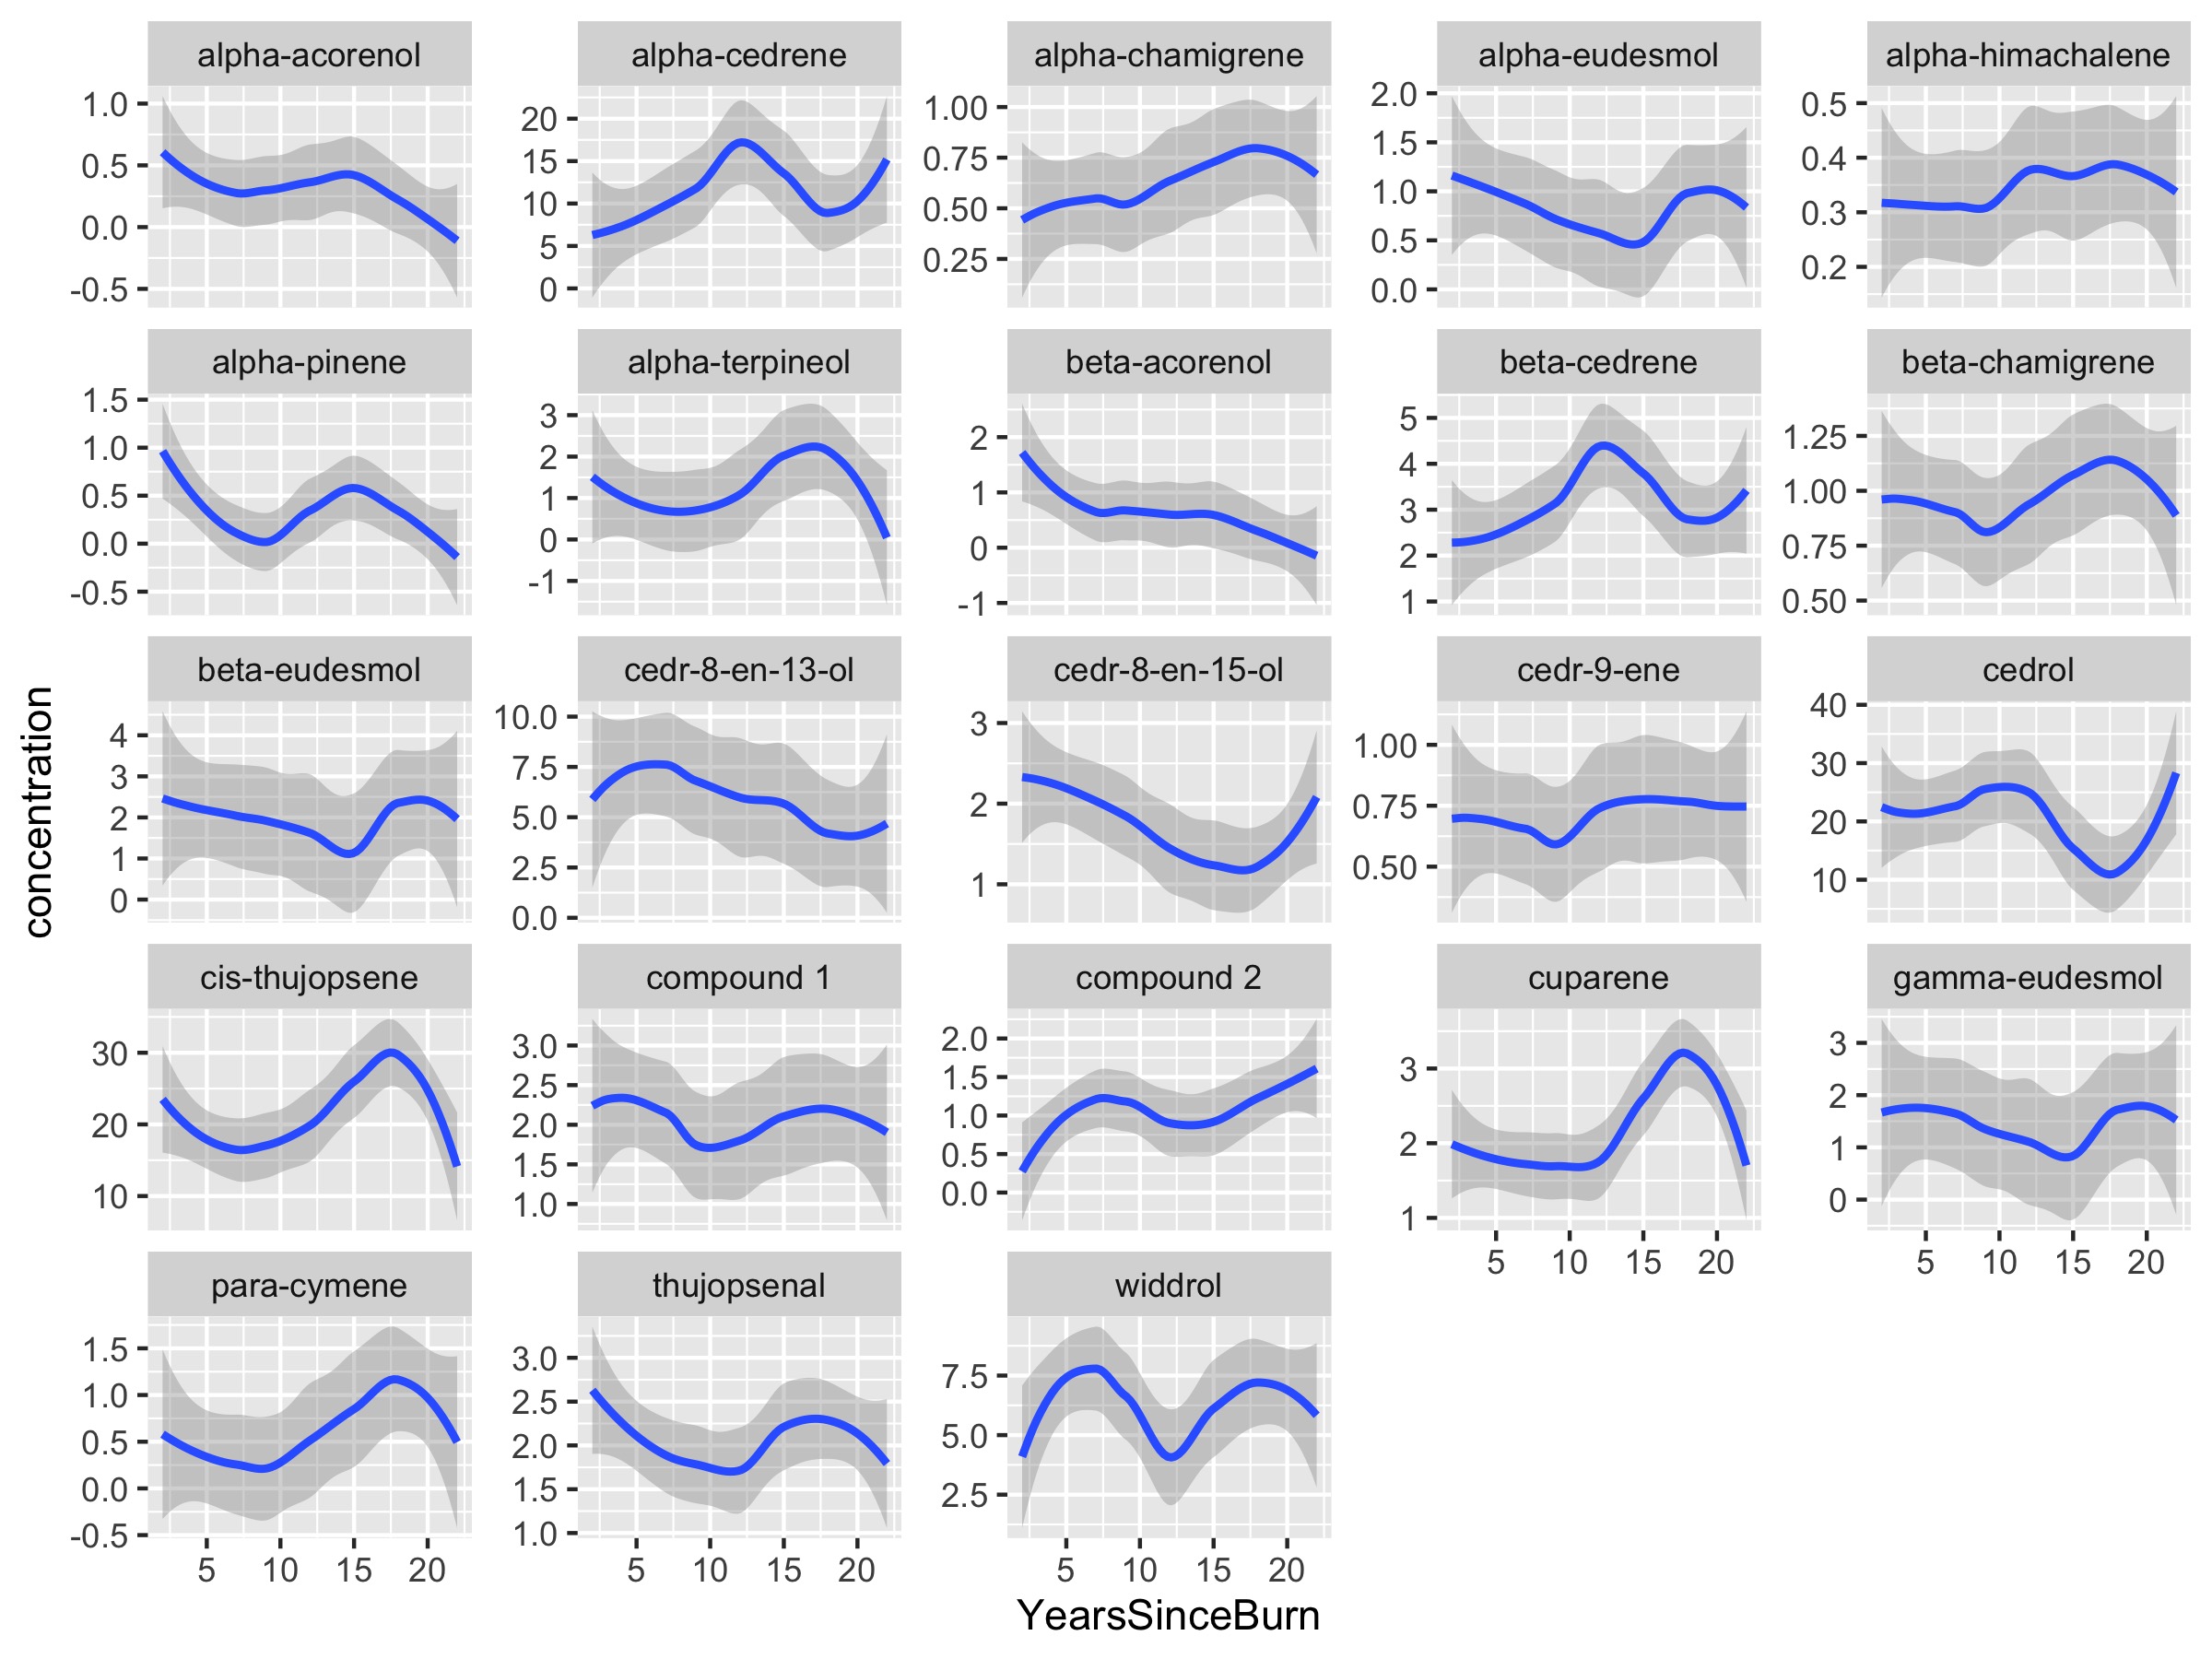 alpha-acorenol alpha-cedrene alpha-chamigrene alpha-eudesmol alpha-himachalene
1.0 20 1.00 2.0 0.5
0.5 15 0.75 1.5 0.4
0.0 10 0.50 1.0 0.3
-0.5 5 0.25 0.5 0.2
0 0.0
alpha-pinene alpha-terpineol beta-acorenol beta-cedrene beta-chamigrene
1.5 3 2 5 1.25
1.0 2 1 4 1.00
0.5 1 0 3 0.75
0.0 0 -1 2 0.50
-0.5 -1 1
beta-eudesmol cedr-8-en-13-ol cedr-8-en-15-ol cedr-9-ene cedrol
4 10.0 3 1.00 40
3 7.5 2 0.75 30
2 5.0 1 0.50 20
1 2.5 10
0 0.0
cis-thujopsene compound 1 compound 2 cuparene gamma-eudesmol
30 3.0 2.0 3 3
20 2.5 1.5 2 2
10 2.0 1.0 1 1
1.5 0.5 0
1.0 0.0
5 10 15 20 5 10 15 20
para-cymene thujopsenal widdrol
1.5 3.0 7.5
1.0 2.5 5.0
0.5 2.0 2.5
0.0 1.5
-0.5 1.0
5 10 15 20 5 10 15 20 5 10 15 20
YearsSinceBurn
concentration